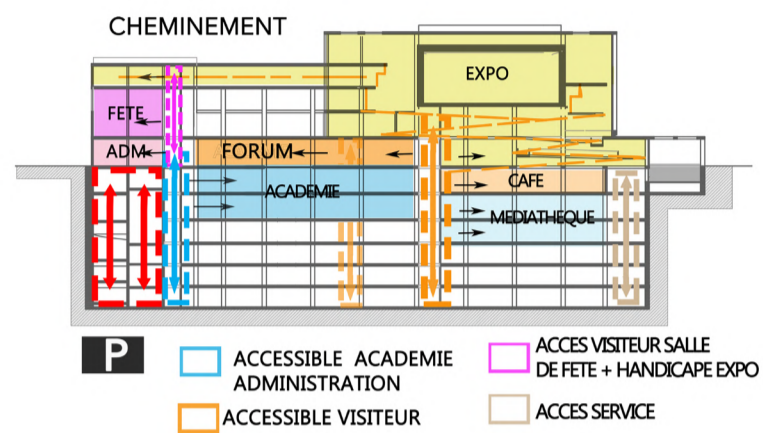 CHEMINEMENT
EXPO
FETE
ADM
FORUM
ACADEMIE
CAFE
MEDIATHEQUE
P
ACCESSIBLE ACADEMIE
ADMINISTRATION
ACCESSIBLE VISITEUR
ACCES VISITEUR SALLE
DE FETE + HANDICAPE EXPO
ACCES SERVICE